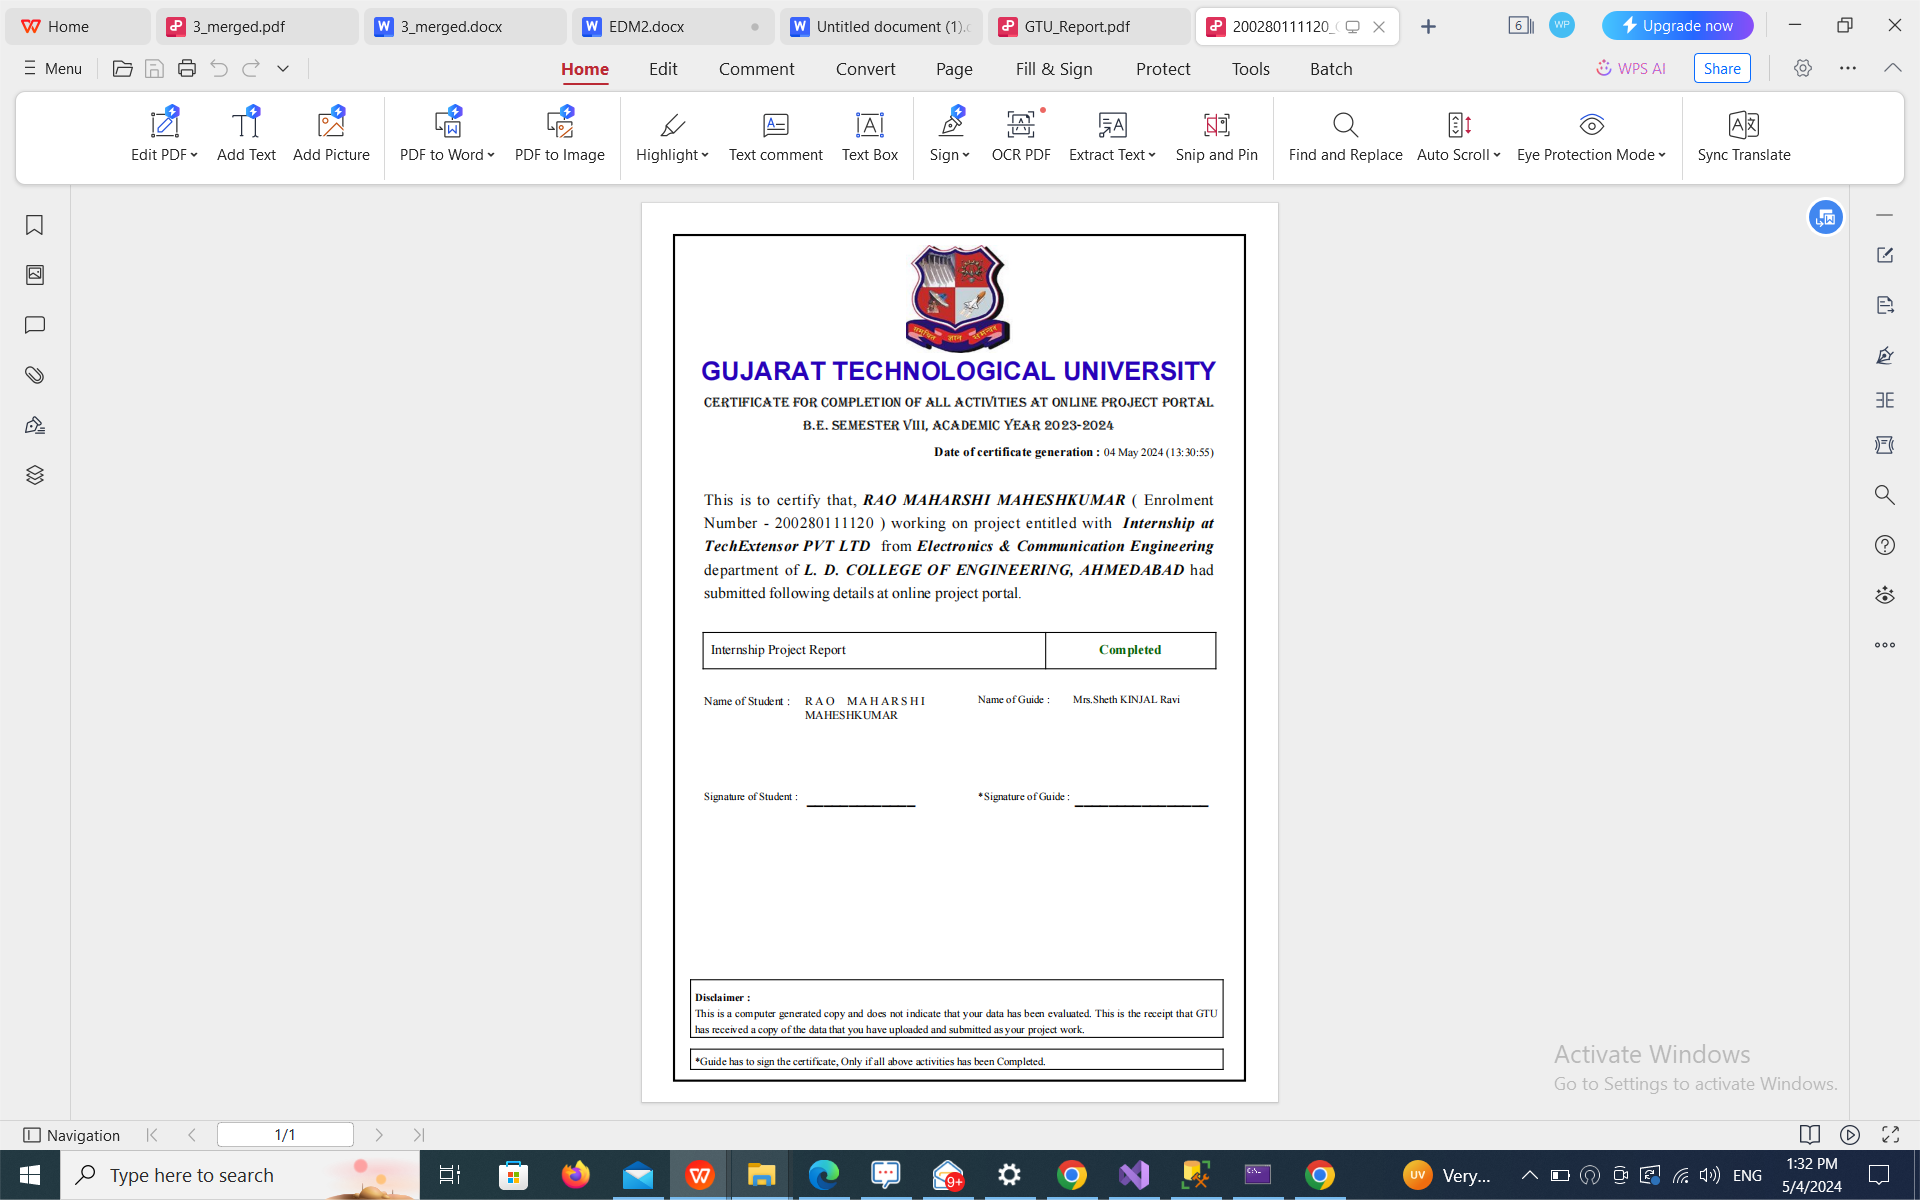 Home
3_merged.pdf
3_merged.docx
EDM2.docx
Untitled document (1).
GTU_Report.pdf
200280111120_
6
WP
Upgrade now
Menu
Home
Edit
Comment
Convert
Page
Fill & Sign
Protect
Tools
Batch
WPS AI
Share
Edit PDF
Add Text
Add Picture
PDF to Word
PDF to Image
Highlight
Text comment
Text Box
Sign
OCR PDF
Extract Text
Snip and Pin
Find and Replace
Auto Scroll
Eye Protection Mode
Sync Translate
GUJARAT TECHNOLOGICAL UNIVERSITY
CERTIFICATE FOR COMPLETION OF ALL ACTIVITIES AT ONLINE PROJECT PORTAL
B.E. SEMESTER VIII, ACADEMIC YEAR 2023-2024
Date of certificate generation : 04 May 2024 (13:30:55)
This is to certify that, RAO MAHARSHI MAHESHKUMAR ( Enrolment
Number - 200280111120 ) working on project entitled with Internship at
TechExtensor PVT LTD from Electronics & Communication Engineering
department of L. D. COLLEGE OF ENGINEERING, AHMEDABAD had
submitted following details at online project portal.
Internship Project Report Completed
Name of Student : RAO MAHARSHI Name of Guide : Mrs.Sheth KINJAL Ravi
MAHESHKUMAR
Signature of Student : *Signature of Guide :
Disclaimer :
This is a computer generated copy and does not indicate that your data has been evaluated. This is the receipt that GTU
has received a copy of the data that you have uploaded and submitted as your project work.
*Guide has to sign the certificate, Only if all above activities has been Completed.
Activate Windows
Go to Settings to activate Windows.
Navigation
1/1
Type here to search
9+
UV
Very...
ENG
1:32 PM
5/4/2024